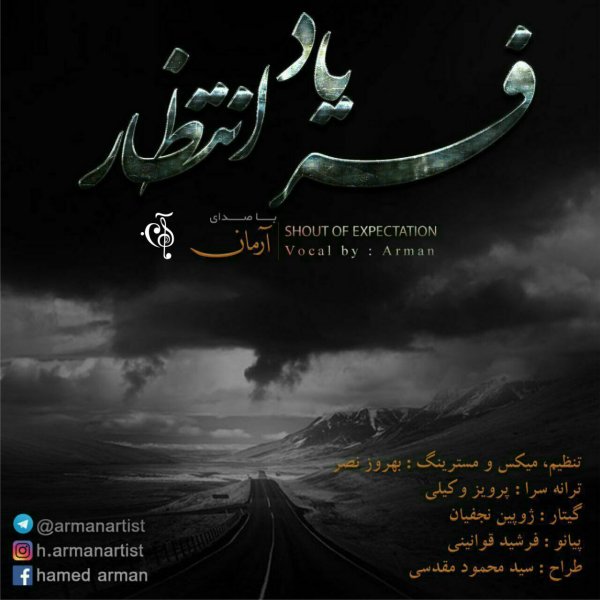 فریاد انتظار
با صدای
آرمان
SHOUT OF EXPECTATION
Vocal by : Arman
تنظیم، میکس و مسترینگ : بهروز نصر
ترانه سرا : پرویز وکیلی
گیتار : ژوپین نجفیان
پیانو : فرشید قوانینی
طراح : سید محمود مقدسی
@armanartist
h.armanartist
hamed arman